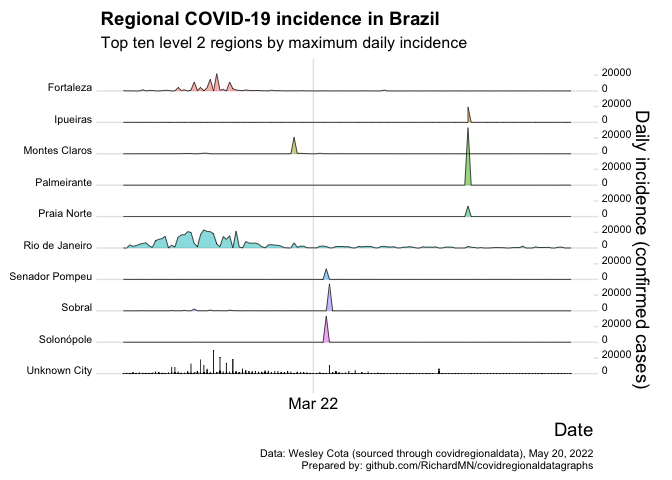 Regional COVID-19 incidence in Brazil
Top ten level 2 regions by maximum daily incidence
Fortaleza
20000
0
Ipueiras
20000
0
Montes Claros
20000
0
Palmeirante
20000
0
Praia Norte
20000
0
Rio de Janeiro
20000
0
Senador Pompeu
20000
0
Sobral
20000
0
Solonópole
20000
0
Unknown City
20000
0
Daily incidence (confirmed cases)
Mar 22
Date
Data: Wesley Cota (sourced through covidregionaldata), May 20, 2022
Prepared by: github.com/RichardMN/covidregionaldatagraphs